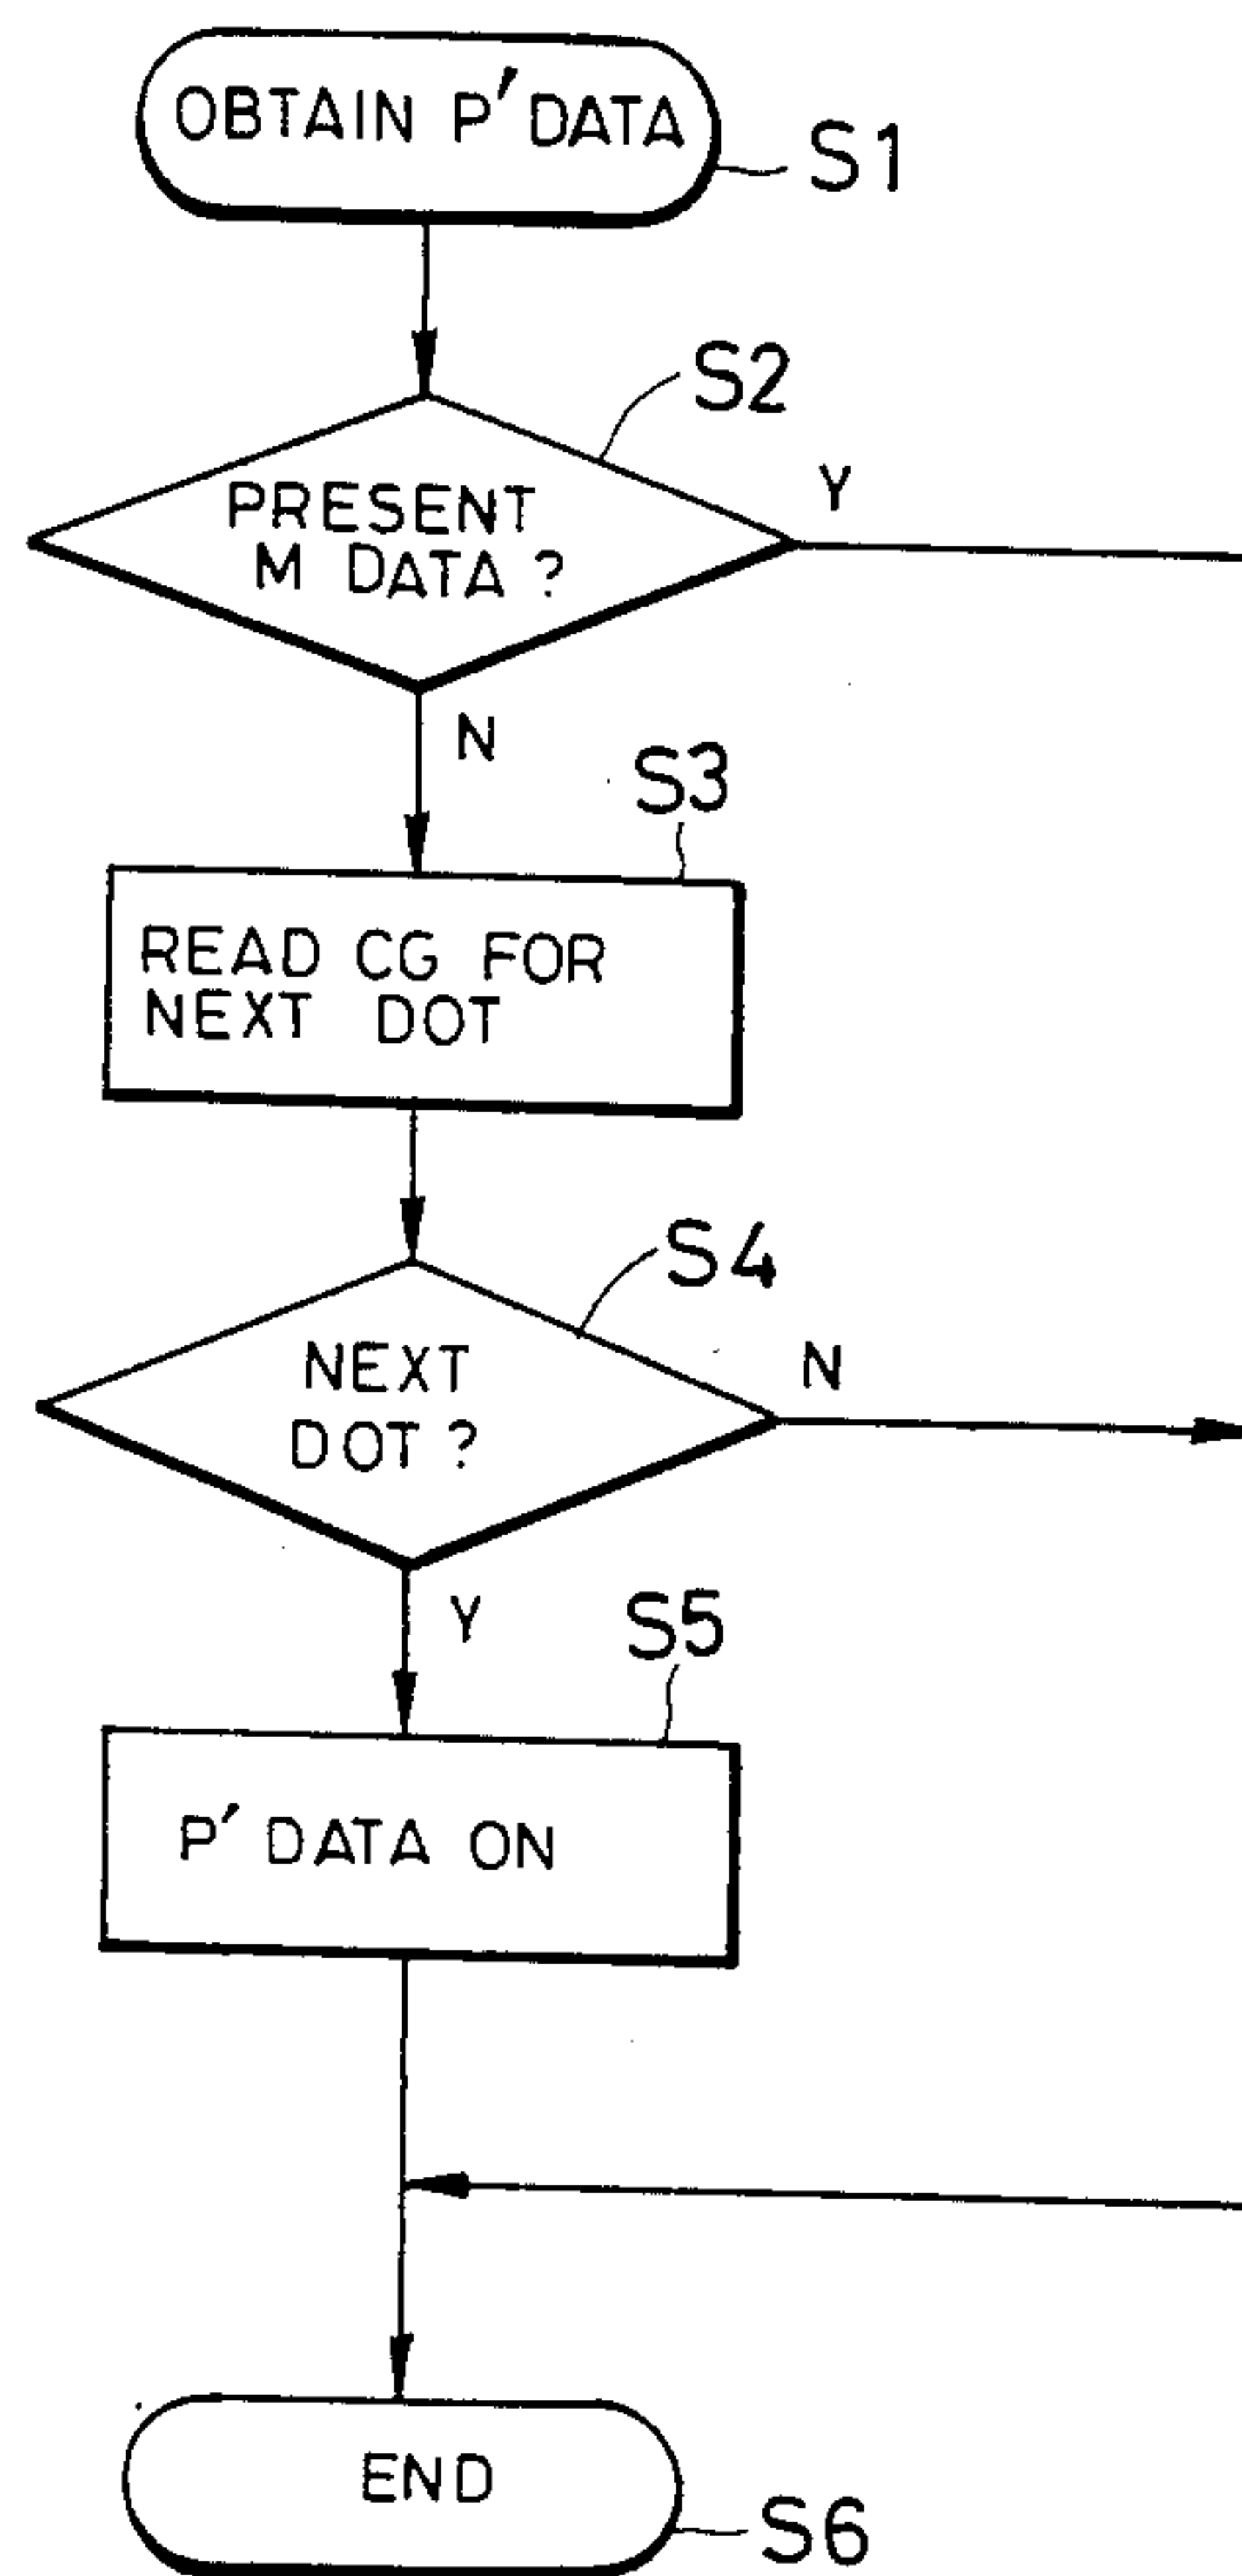 OBTAIN P' DATA
S1
S2
PRESENT
M DATA ?
Y
N
S3
READ CG FOR
NEXT DOT
S4
NEXT
DOT ?
N
Y
S5
P' DATA ON
END
S6